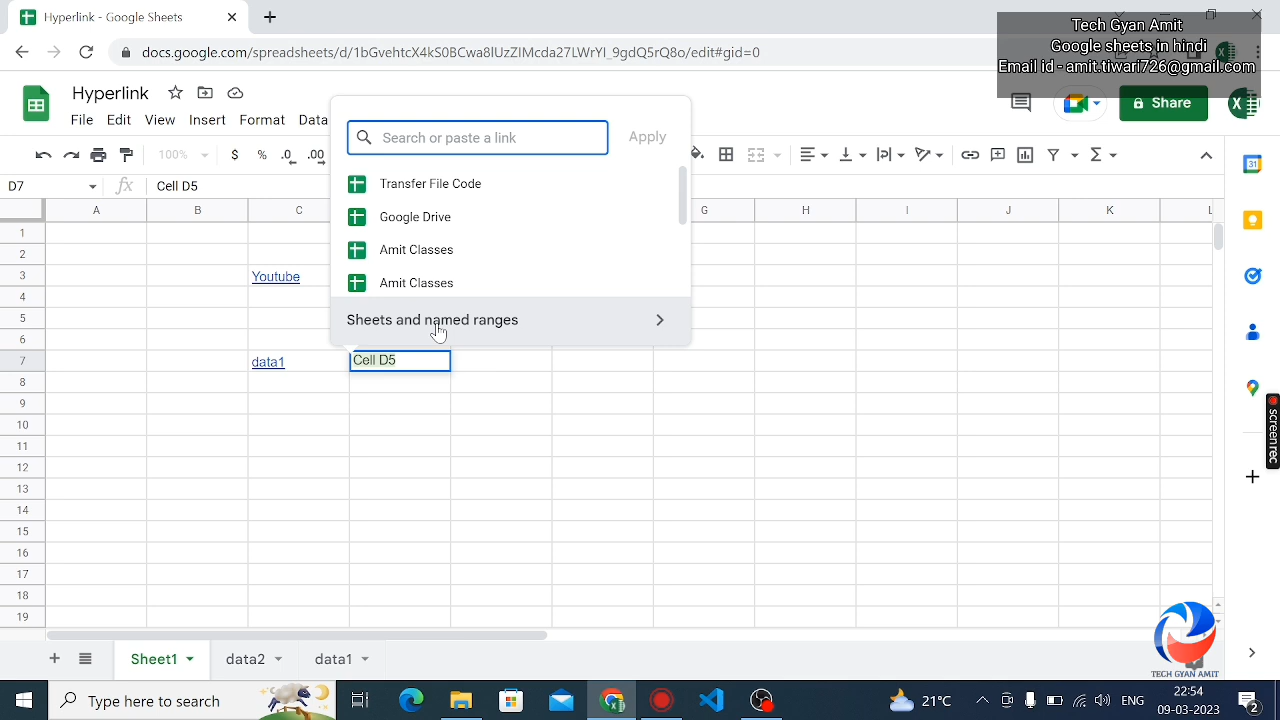 Hyperlink - Google Sheets
docs.google.com/spreadsheets/d/1bGvehtcX4kS0BCwa8lUzZIMcda27LWrYI_9gdQ5rQ8o/edit#gid=0
Tech Gyan Amit
Google sheets in hindi
Email id - amit.tiwari726@gmail.com
Hyperlink
File Edit View Insert Format Data
Share
100% $ % .0 .00
D7 fx Cell D5
Search or paste a link Apply
Transfer File Code
Google Drive
Amit Classes
Amit Classes
Sheets and named ranges
A B C G H I J K L
1
2
3 Youtube
4
5
6
7 data1 Cell D5
8
9
10
11
12
13
14
15
16
17
18
19
31
screenrec
TECH GYAN AMIT
Sheet1 data2 data1
Type here to search
21°C
ENG
22:54
09-03-2023
2